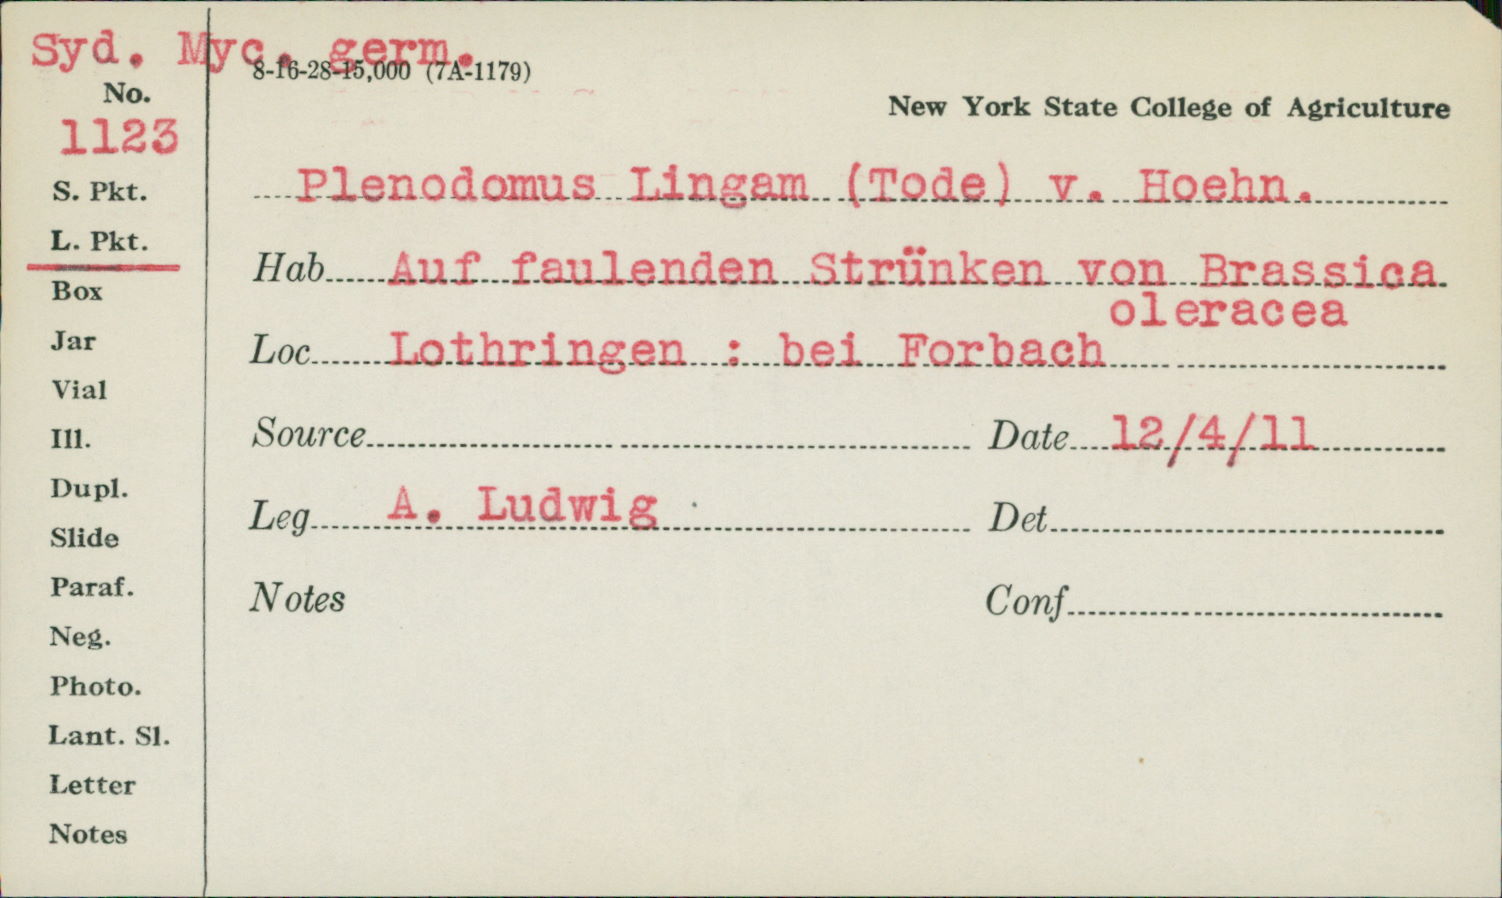 Syd. Myc. germ.
8-16-28-15,000 (7A-1179)
No.
1123
New York State College of Agriculture
S. Pkt.
Plenodomus Lingam (Tode) v. Hoehn.
L. Pkt.
Hab Auf faulenden Strünken von Brassica
oleracea
Box
Jar
Loc Lothringen : bei Forbach
Vial
Ill.
Source
Date 12/4/11
Dupl.
Leg A. Ludwig
Det
Slide
Paraf.
Notes
Conf
Neg.
Photo.
Lant. Sl.
Letter
Notes